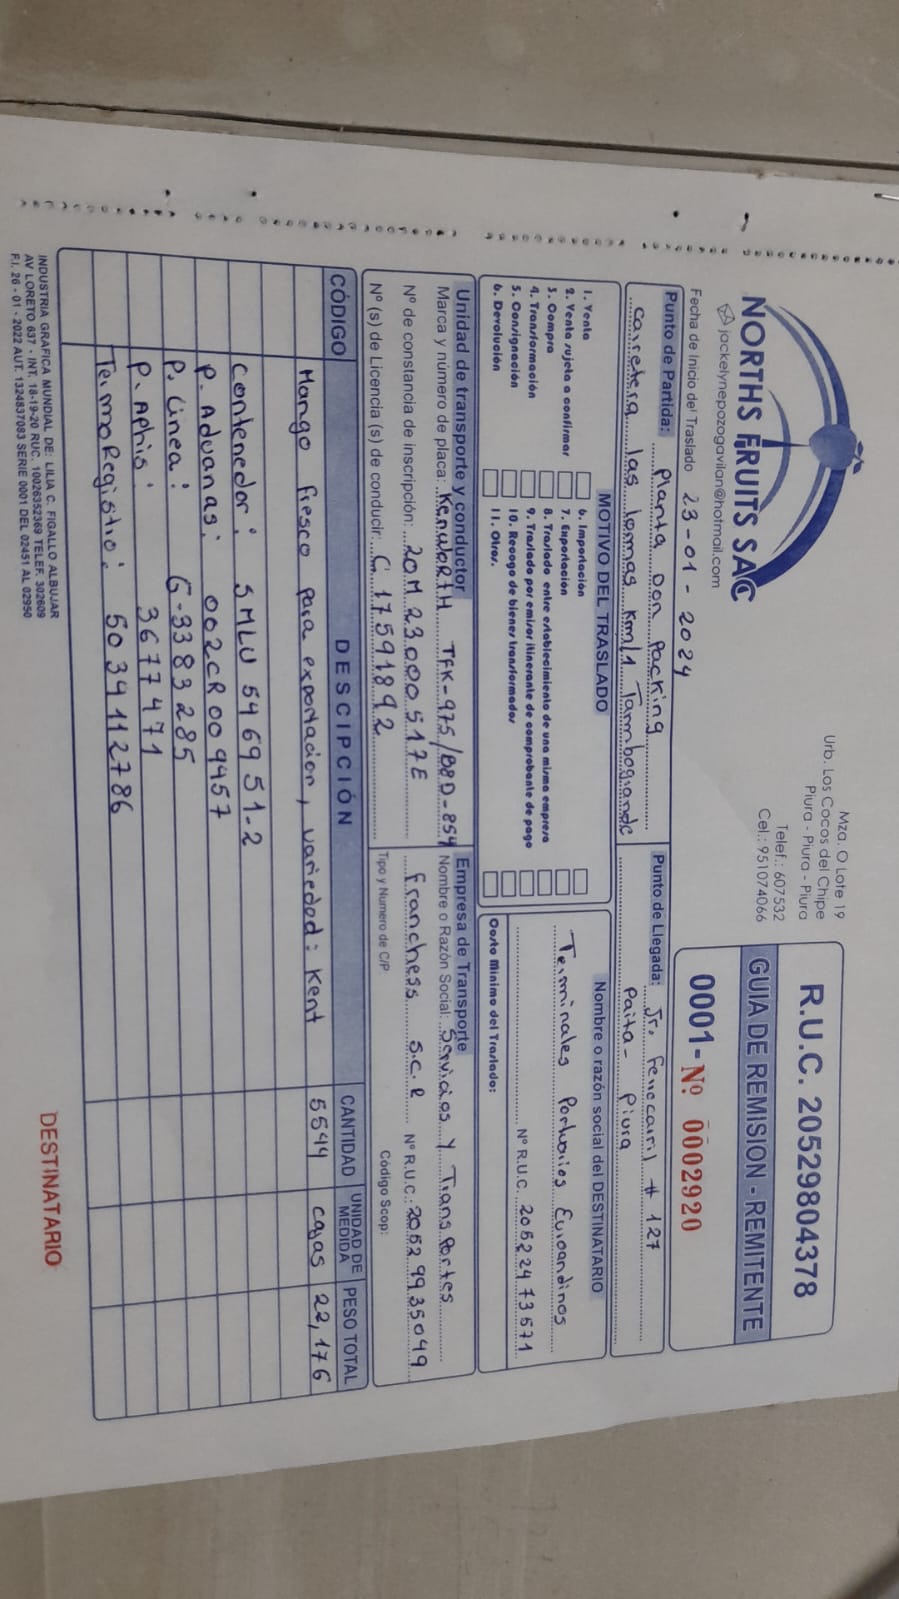 NORTHS FRUITS SAC
jackelynepozogavilan@hotmail.com
Mza. O Lote 19
Urb. Los Cocos del Chipe
Piura - Piura - Piura
Telef.: 607532
Cel.: 951074066
R.U.C. 20529804378
GUIA DE REMISION - REMITENTE
0001- Nº 0002920
Fecha de Inicio del Traslado 23-01-2024
Punto de Partida: Planta Don Packing
carretera las lomas Km/1 Tambogrande
Punto de Llegada: Jr. Ferrocarril # 127
Paita - Piura
MOTIVO DEL TRASLADO
1. Venta
2. Venta sujeta a confirmar
3. Compra
4. Transformación
5. Consignación
6. Devolución
6. Importación
7. Exportación
8. Traslado entre establecimiento de una misma empresa
9. Traslado por emisor itinerante de comprobante de pago
10. Recogo de bienes transformados
11. Otros.
Nombre o razón social del DESTINATARIO
Terminales Portuarios Euroandinos
Nº R.U.C. 20522473571
Costo Mínimo del Traslado:
Unidad de transporte y conductor
Marca y número de placa: KenworTH TFK-975/B8D-854
Nº de constancia de inscripción: 20M23000517E
Nº (s) de Licencia (s) de conducir: C 17591892
Empresa de Transporte
Nombre o Razón Social: Servicios y Transportes
Franchess S.C.R Nº R.U.C.: 20529935049
Tipo y Numero de C/P. Código Scop:
CÓDIGO DESCIPCIÓN CANTIDAD UNIDAD DE MEDIDA PESO TOTAL
Mango fresco para exportacion, variedad: Kent 5544 cajas 22,176
Contenedor: SMLU 546951-2
P. Aduanas: 002CR009457
P. Linea: G-3383285
P. Aphis: 3677471
TermoRegistro: 5034112786
INDUSTRIA GRAFICA MUNDIAL DE: LILIA C. FIGALLO ALBUJAR
AV LORETO 637 - INT. 18-19-20 RUC. 10026352369 TELEF. 302609
F.I. 26 - 01 - 2022 AUT. 1324837083 SERIE 0001 DEL 02451 AL 02950
DESTINATARIO